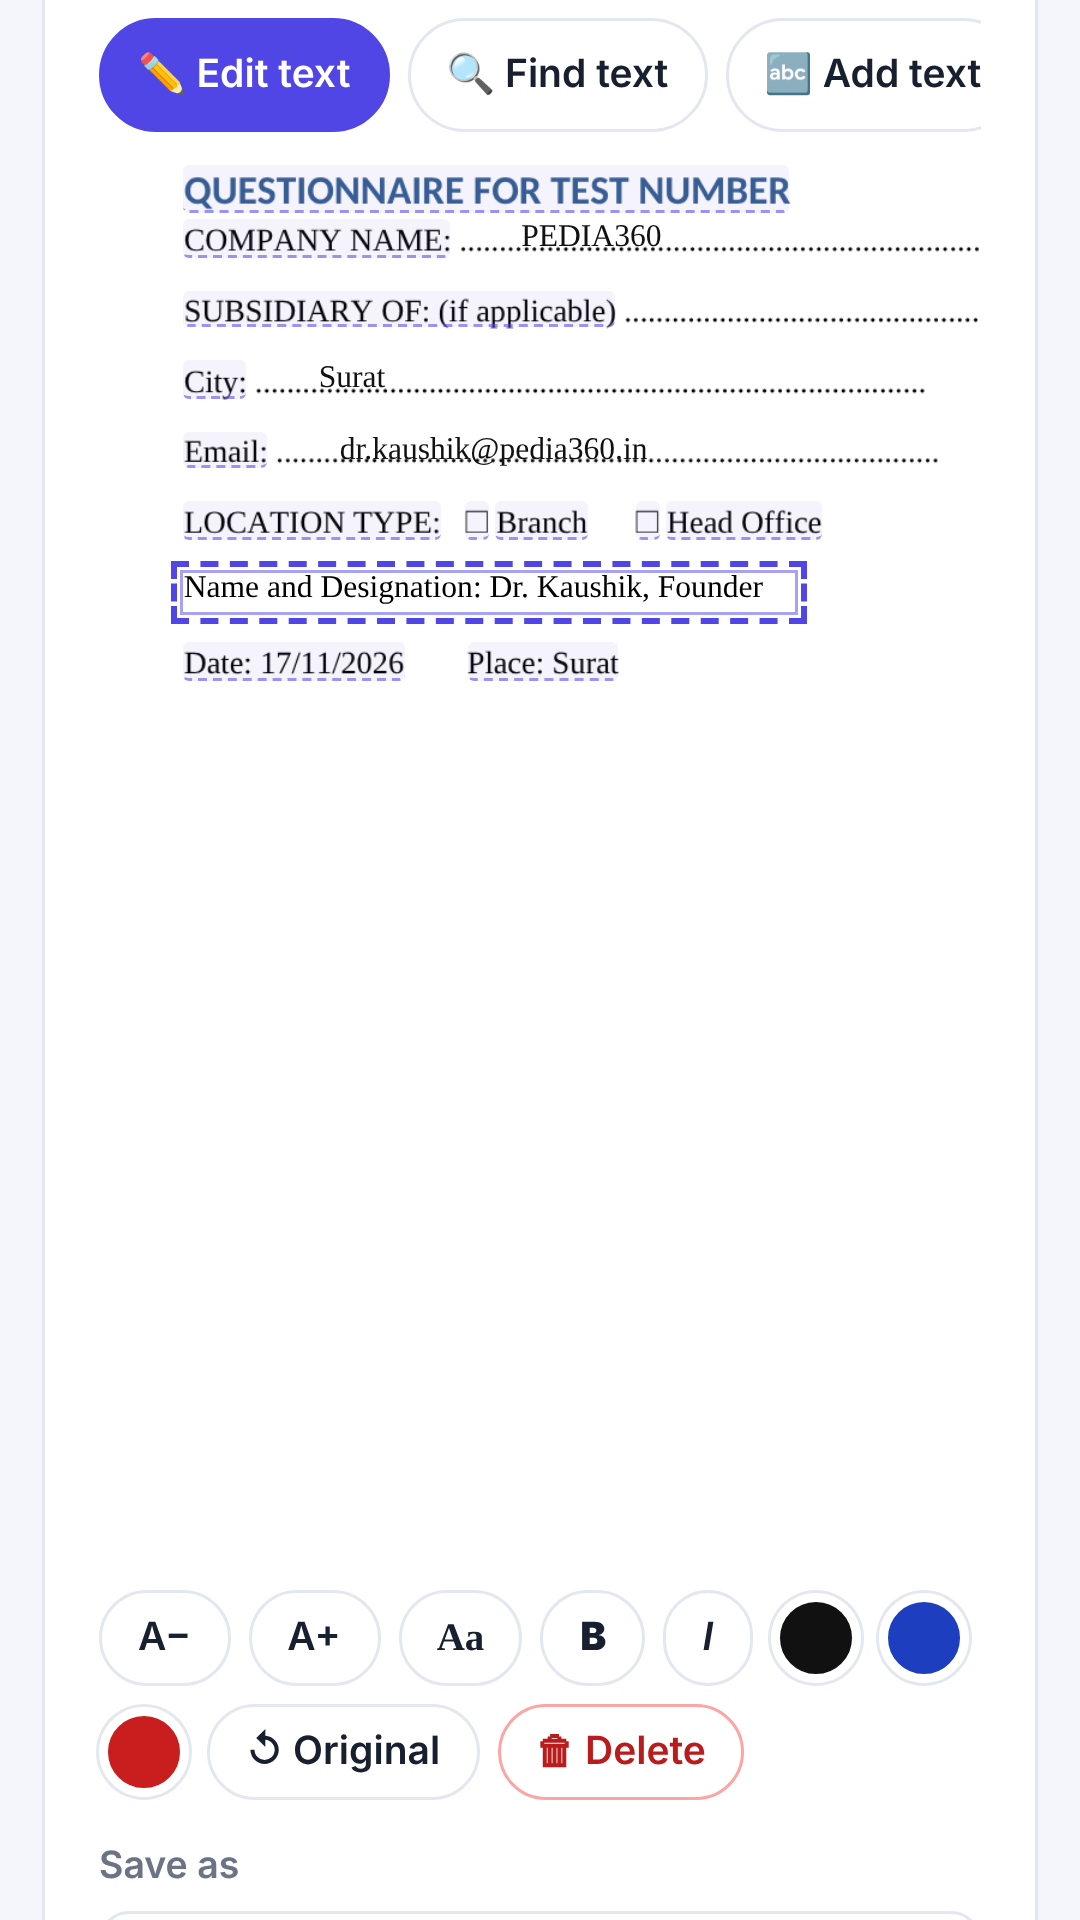 ✏️ Edit text 🔍 Find text 🔤 Add text
QUESTIONNAIRE FOR TEST NUMBER
COMPANY NAME: ........PEDIA360........................................
SUBSIDIARY OF: (if applicable) .............................................
City: ........Surat....................................................................
Email: ........dr.kaushik@pedia360.in.....................................
LOCATION TYPE: ☐ Branch ☐ Head Office
Name and Designation: Dr. Kaushik, Founder
Date: 17/11/2026 Place: Surat
A− A+ Aa B I
↺ Original 🗑 Delete
Save as